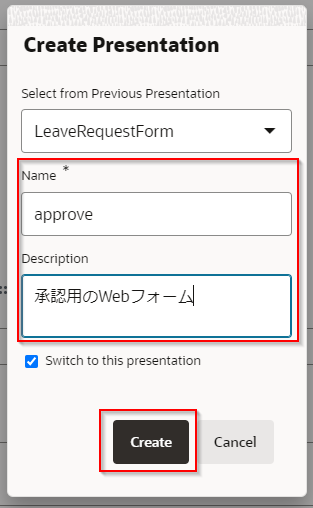 Create Presentation
Select from Previous Presentation
LeaveRequestForm
Name *
approve
Description
承認用のWebフォーム
Switch to this presentation
Create Cancel